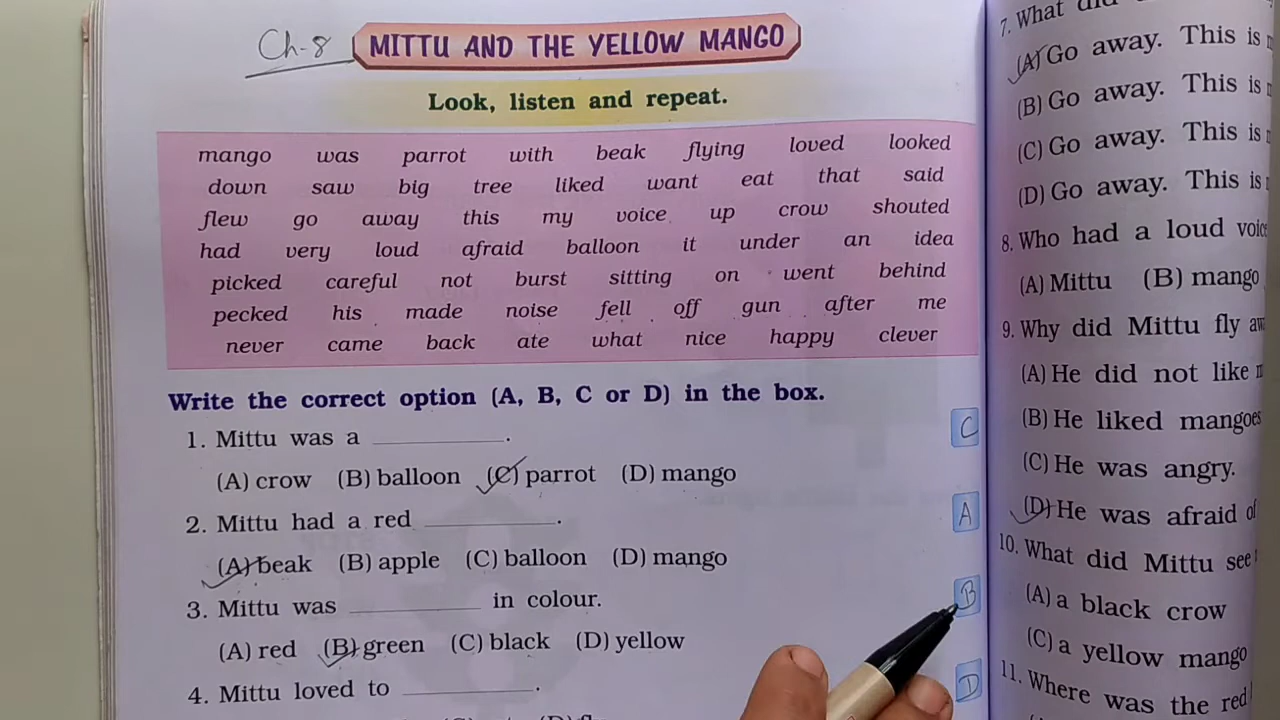 Ch-8
MITTU AND THE YELLOW MANGO
Look, listen and repeat.
mango was parrot with beak flying loved looked
down saw big tree liked want eat that said
flew go away this my voice up crow shouted
had very loud afraid balloon it under an idea
picked careful not burst sitting on went behind
pecked his made noise fell off gun after me
never came back ate what nice happy clever
Write the correct option (A, B, C or D) in the box.
1. Mittu was a __________. C
(A) crow (B) balloon (C) parrot (D) mango
2. Mittu had a red __________. A
(A) beak (B) apple (C) balloon (D) mango
3. Mittu was __________ in colour. B
(A) red (B) green (C) black (D) yellow
4. Mittu loved to __________. D
7. What did
(A) Go away. This is
(B) Go away. This is
(C) Go away. This is
(D) Go away. This is
8. Who had a loud voic
(A) Mittu (B) mango
9. Why did Mittu fly aw
(A) He did not like
(B) He liked mangoes
(C) He was angry.
(D) He was afraid of
10. What did Mittu see
(A) a black crow
(C) a yellow mango
11. Where was the red